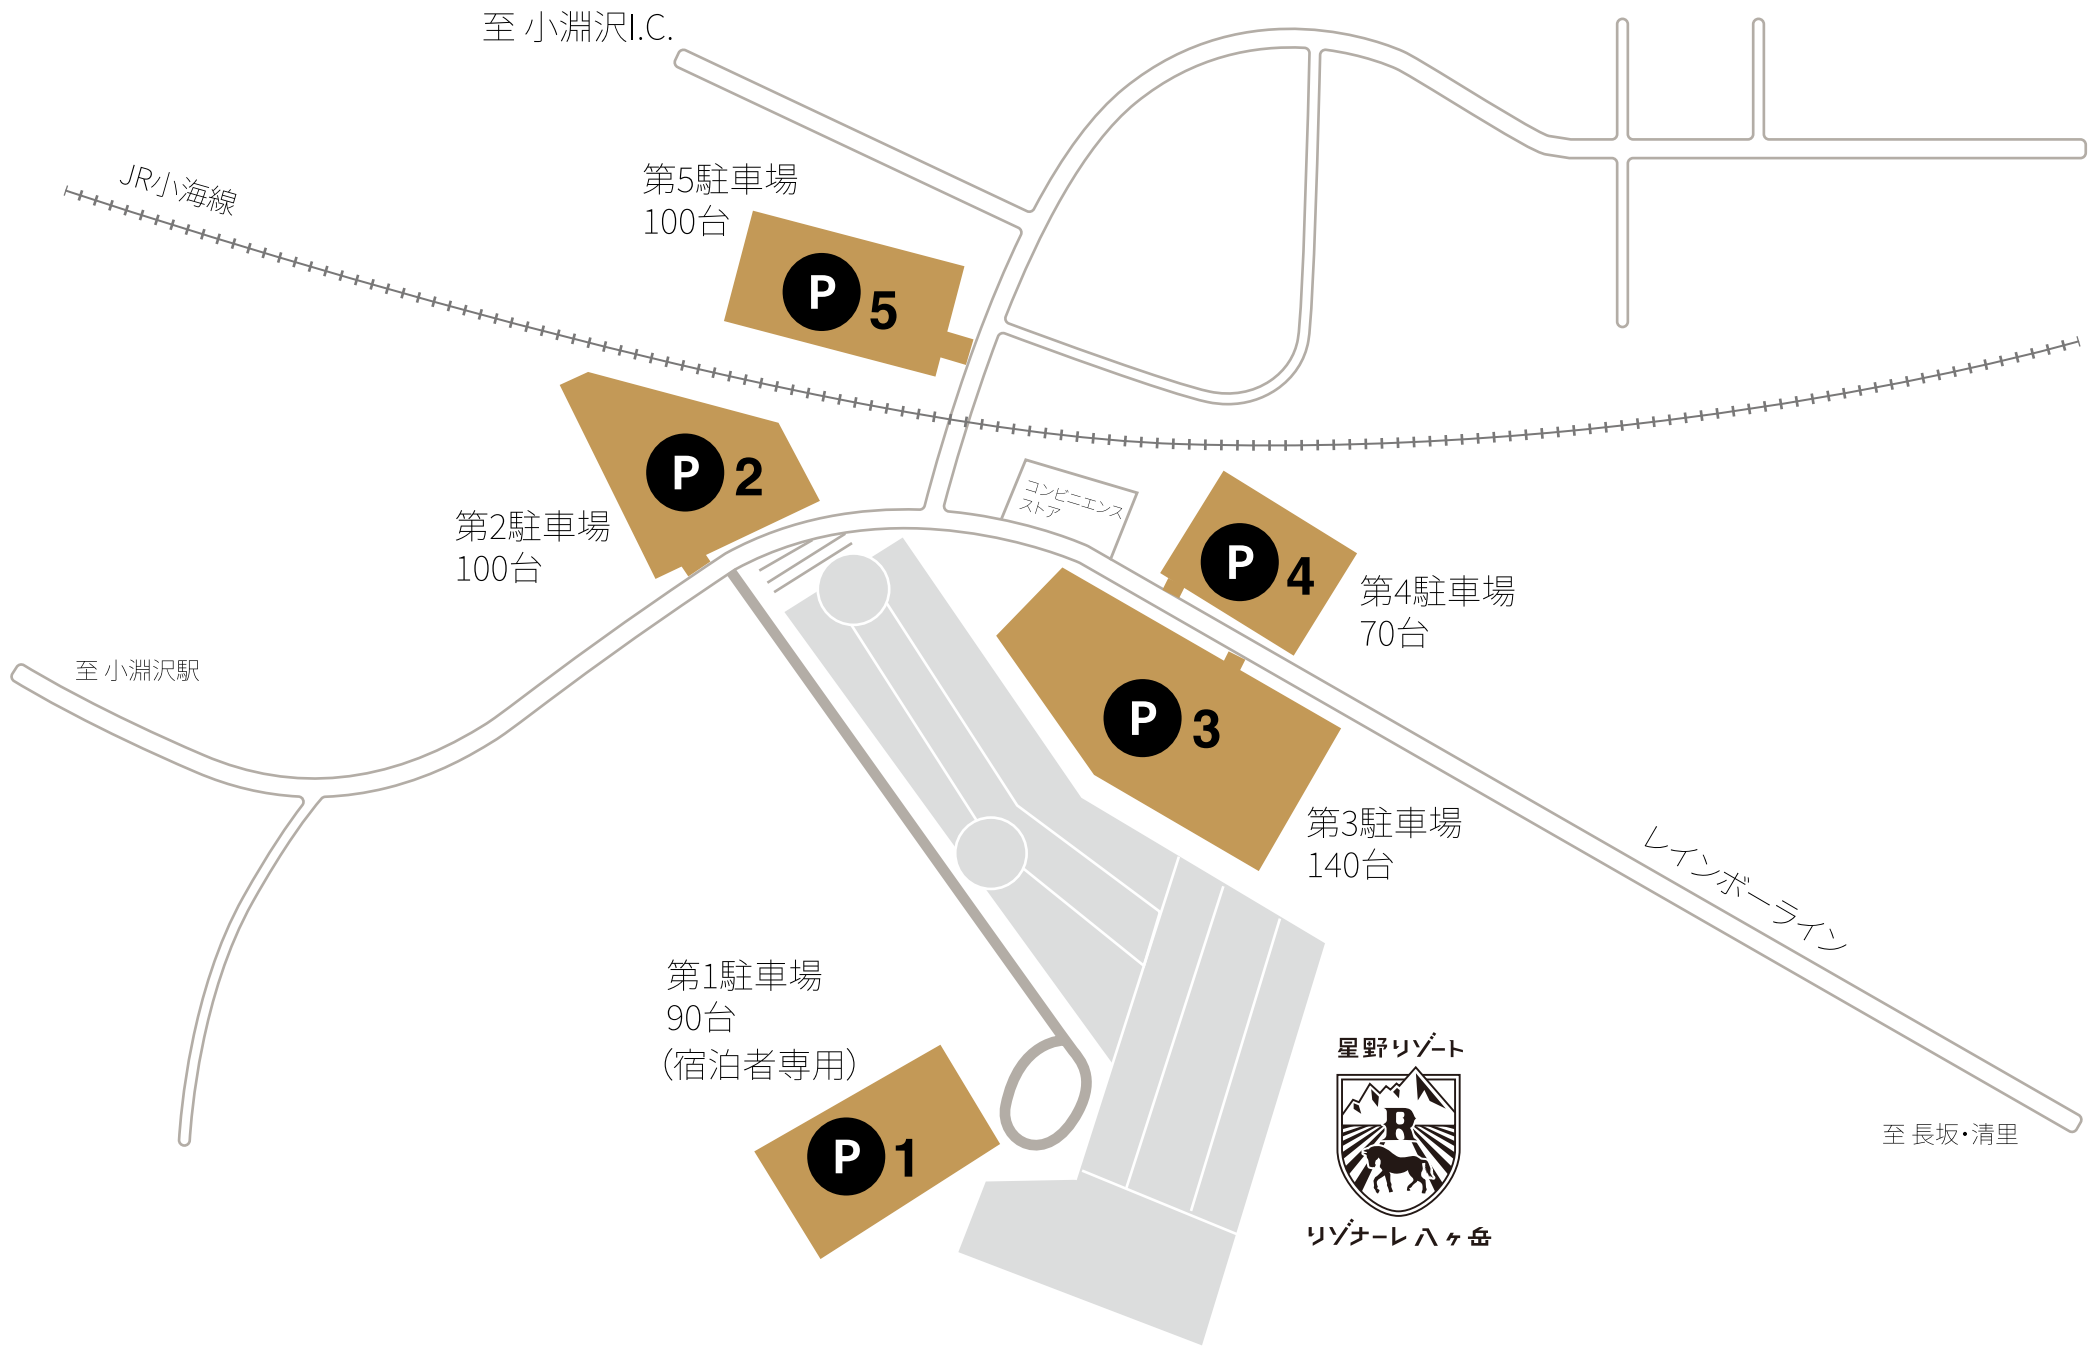 至 小淵沢I.C.
JR小海線
第5駐車場
100台
P 5
P 2
第2駐車場
100台
コンビニエンス
ストア
P 4
第4駐車場
70台
至 小淵沢駅
P 3
第3駐車場
140台
レインボーライン
第1駐車場
90台
(宿泊者専用)
P 1
星野リゾート
R
リゾナーレ 八ヶ岳
至 長坂・清里